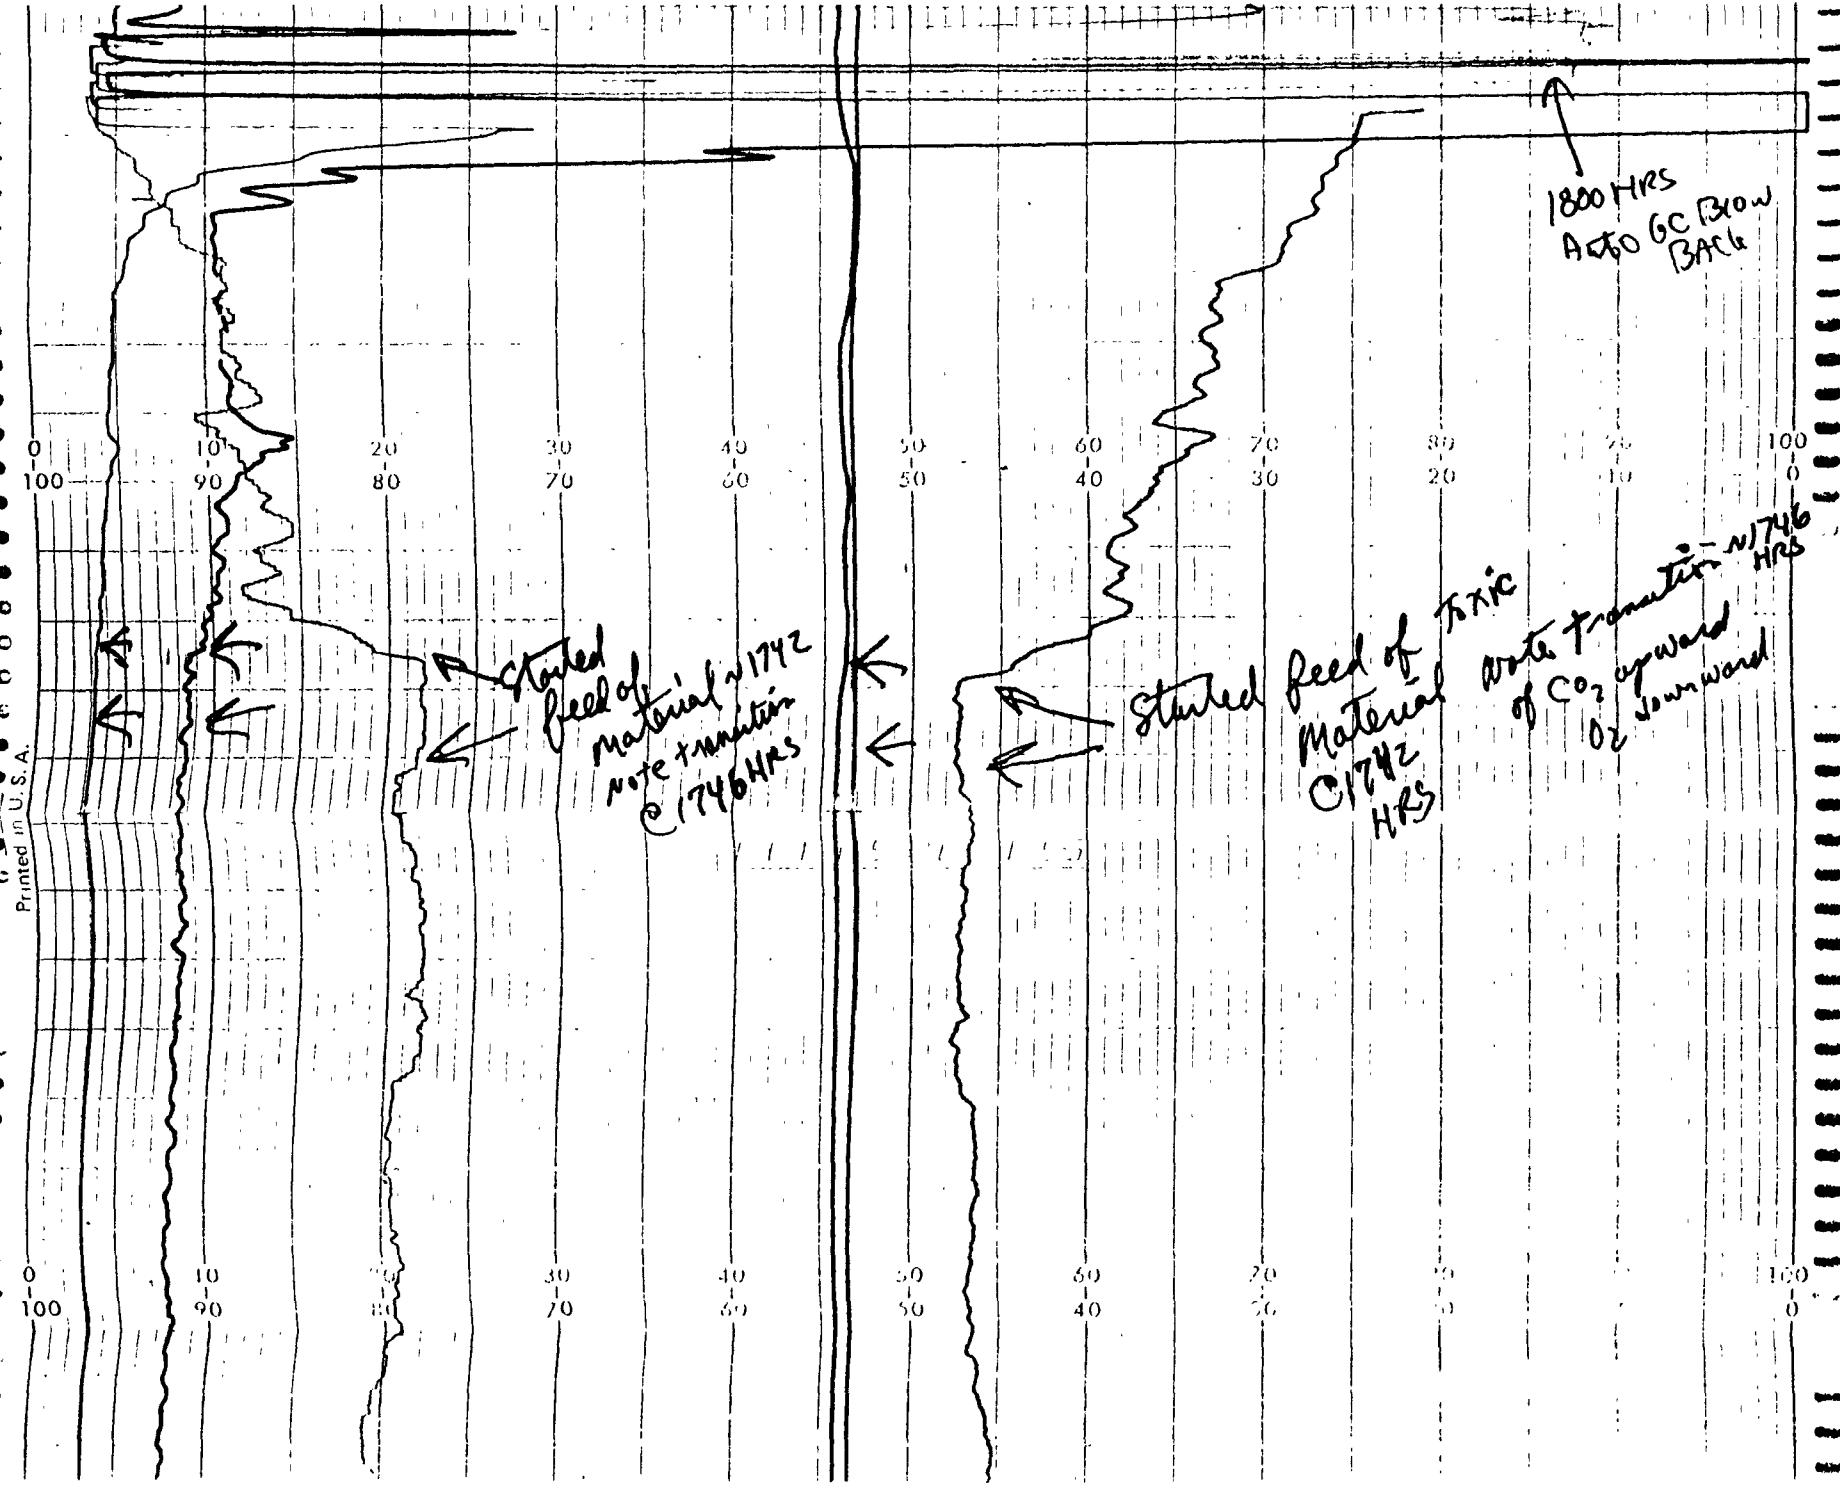 1800 HRS
Auto GC Blow
Back
0 10 20 30 40 50 60 70 80 100
100 90 80 70 60 50 40 30 20 10 0
Started
feed of
material ~1742
note transition
@ 1746 HRS
Started feed of Toxic
Material
@1742
HRS
note transition - ~1746
HRS
of CO2 upward
O2 downward
Printed in U.S.A.
0 10 20 30 40 50 60 70 100
100 90 80 70 60 50 40 0